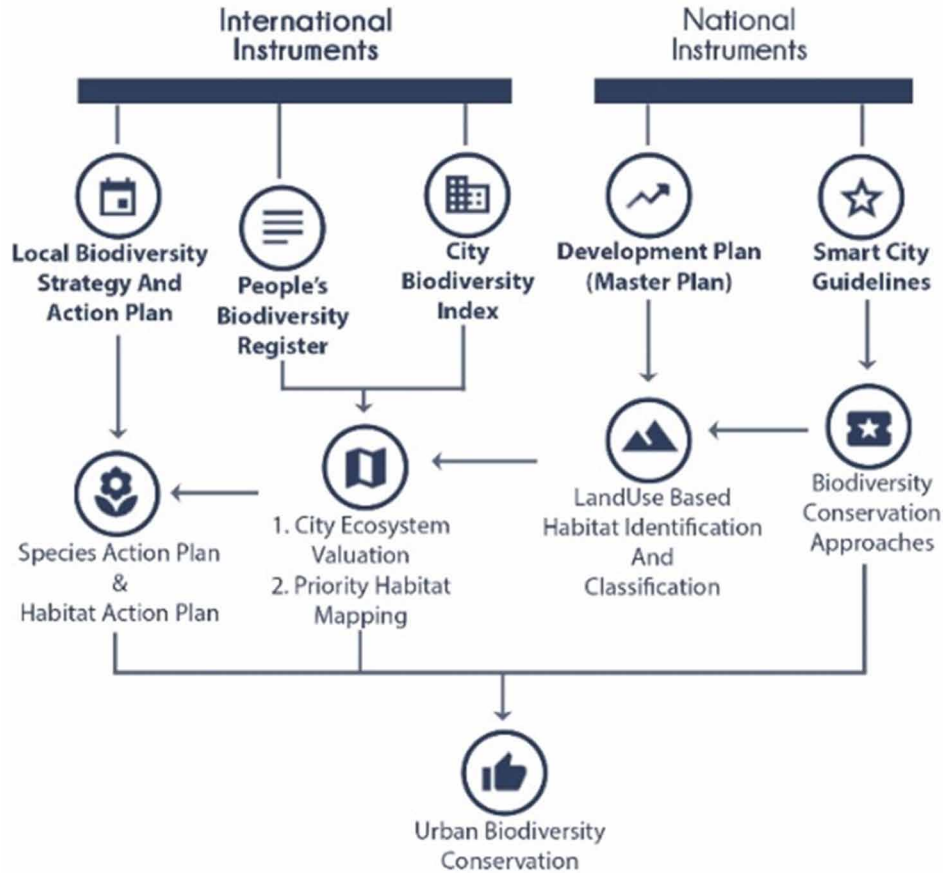 International
Instruments
National
Instruments
Local Biodiversity
Strategy And
Action Plan
People's
Biodiversity
Register
City
Biodiversity
Index
Development Plan
(Master Plan)
Smart City
Guidelines
Species Action Plan
&
Habitat Action Plan
1. City Ecosystem
Valuation
2. Priority Habitat
Mapping
LandUse Based
Habitat Identification
And
Classification
Biodiversity
Conservation
Approaches
Urban Biodiversity
Conservation